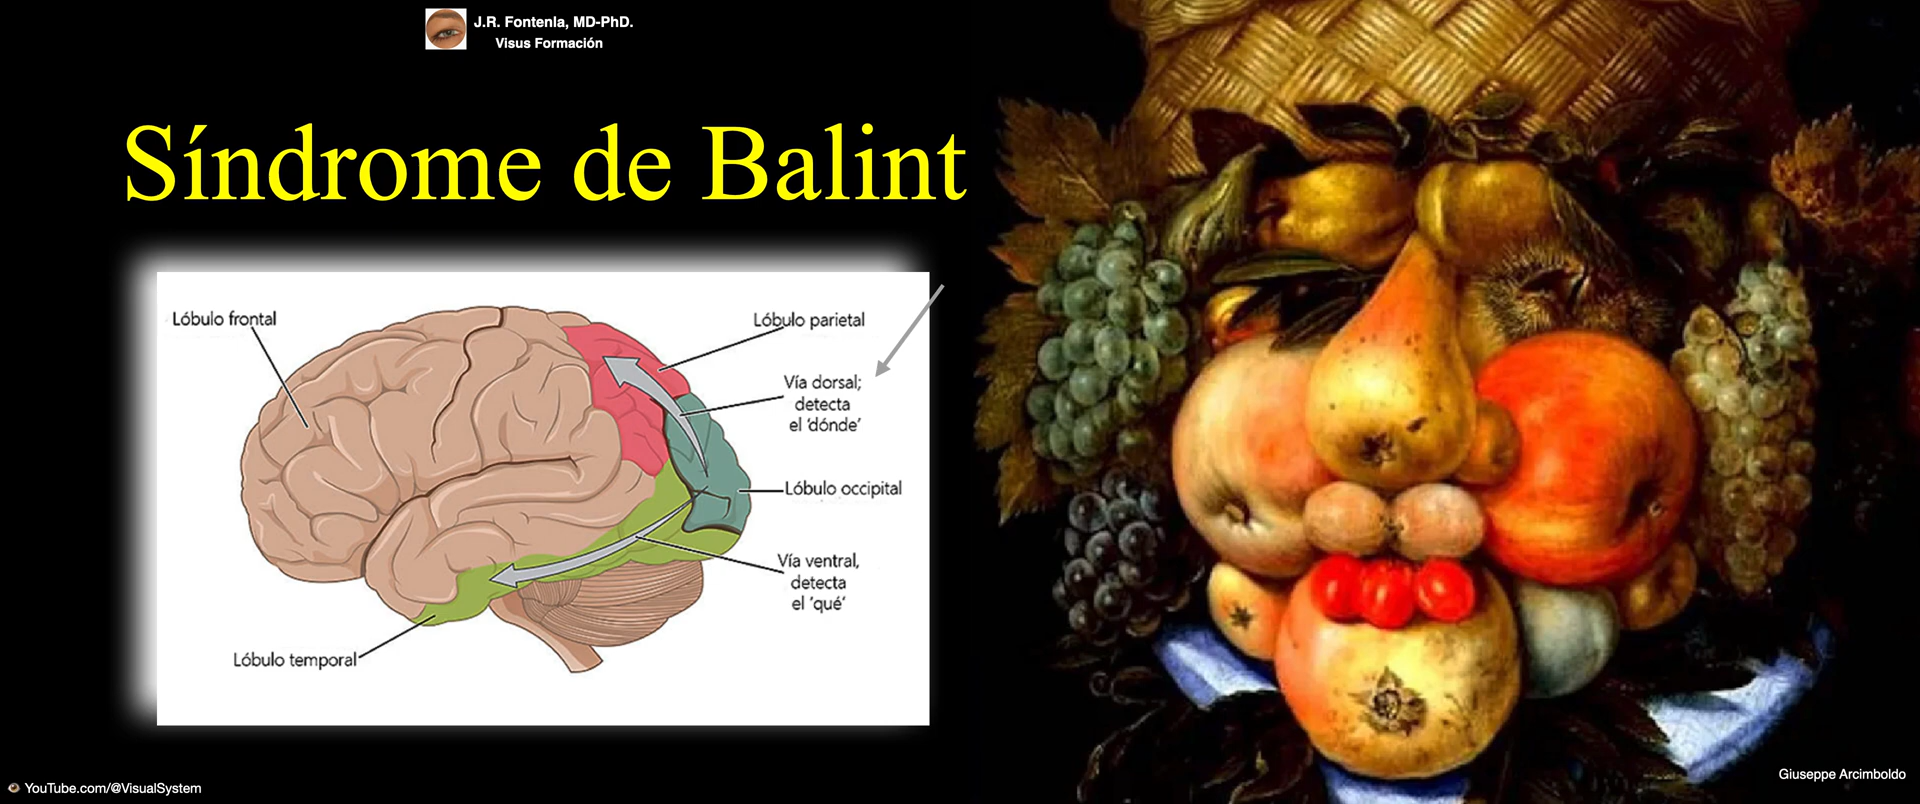 J.R. Fontenla, MD-PhD.
Visus Formación
Síndrome de Balint
Lóbulo frontal
Lóbulo parietal
Vía dorsal;
detecta
el ‘dónde’
Lóbulo occipital
Vía ventral,
detecta
el ‘qué’
Lóbulo temporal
YouTube.com/@VisualSystem
Giuseppe Arcimboldo